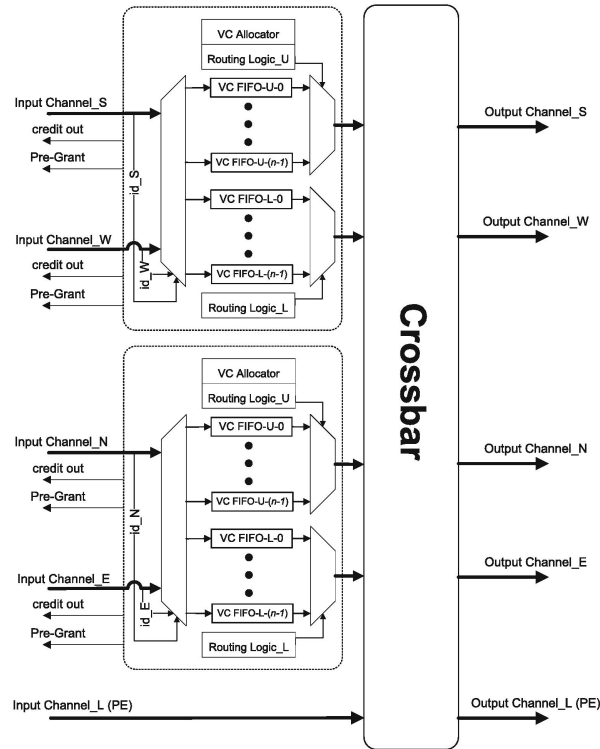 VC Allocator
Routing Logic_U
Input Channel_S
VC FIFO-U-0
Output Channel_S
credit out
Pre-Grant
VC FIFO-U-(n-1)
id_S
VC FIFO-L-0
Input Channel_W
Output Channel_W
credit out
id_W
VC FIFO-L-(n-1)
Pre-Grant
Routing Logic_L
Crossbar
VC Allocator
Routing Logic_U
Input Channel_N
VC FIFO-U-0
Output Channel_N
credit out
Pre-Grant
VC FIFO-U-(n-1)
id_N
VC FIFO-L-0
Input Channel_E
Output Channel_E
credit out
id_E
VC FIFO-L-(n-1)
Pre-Grant
Routing Logic_L
Input Channel_L (PE)
Output Channel_L (PE)